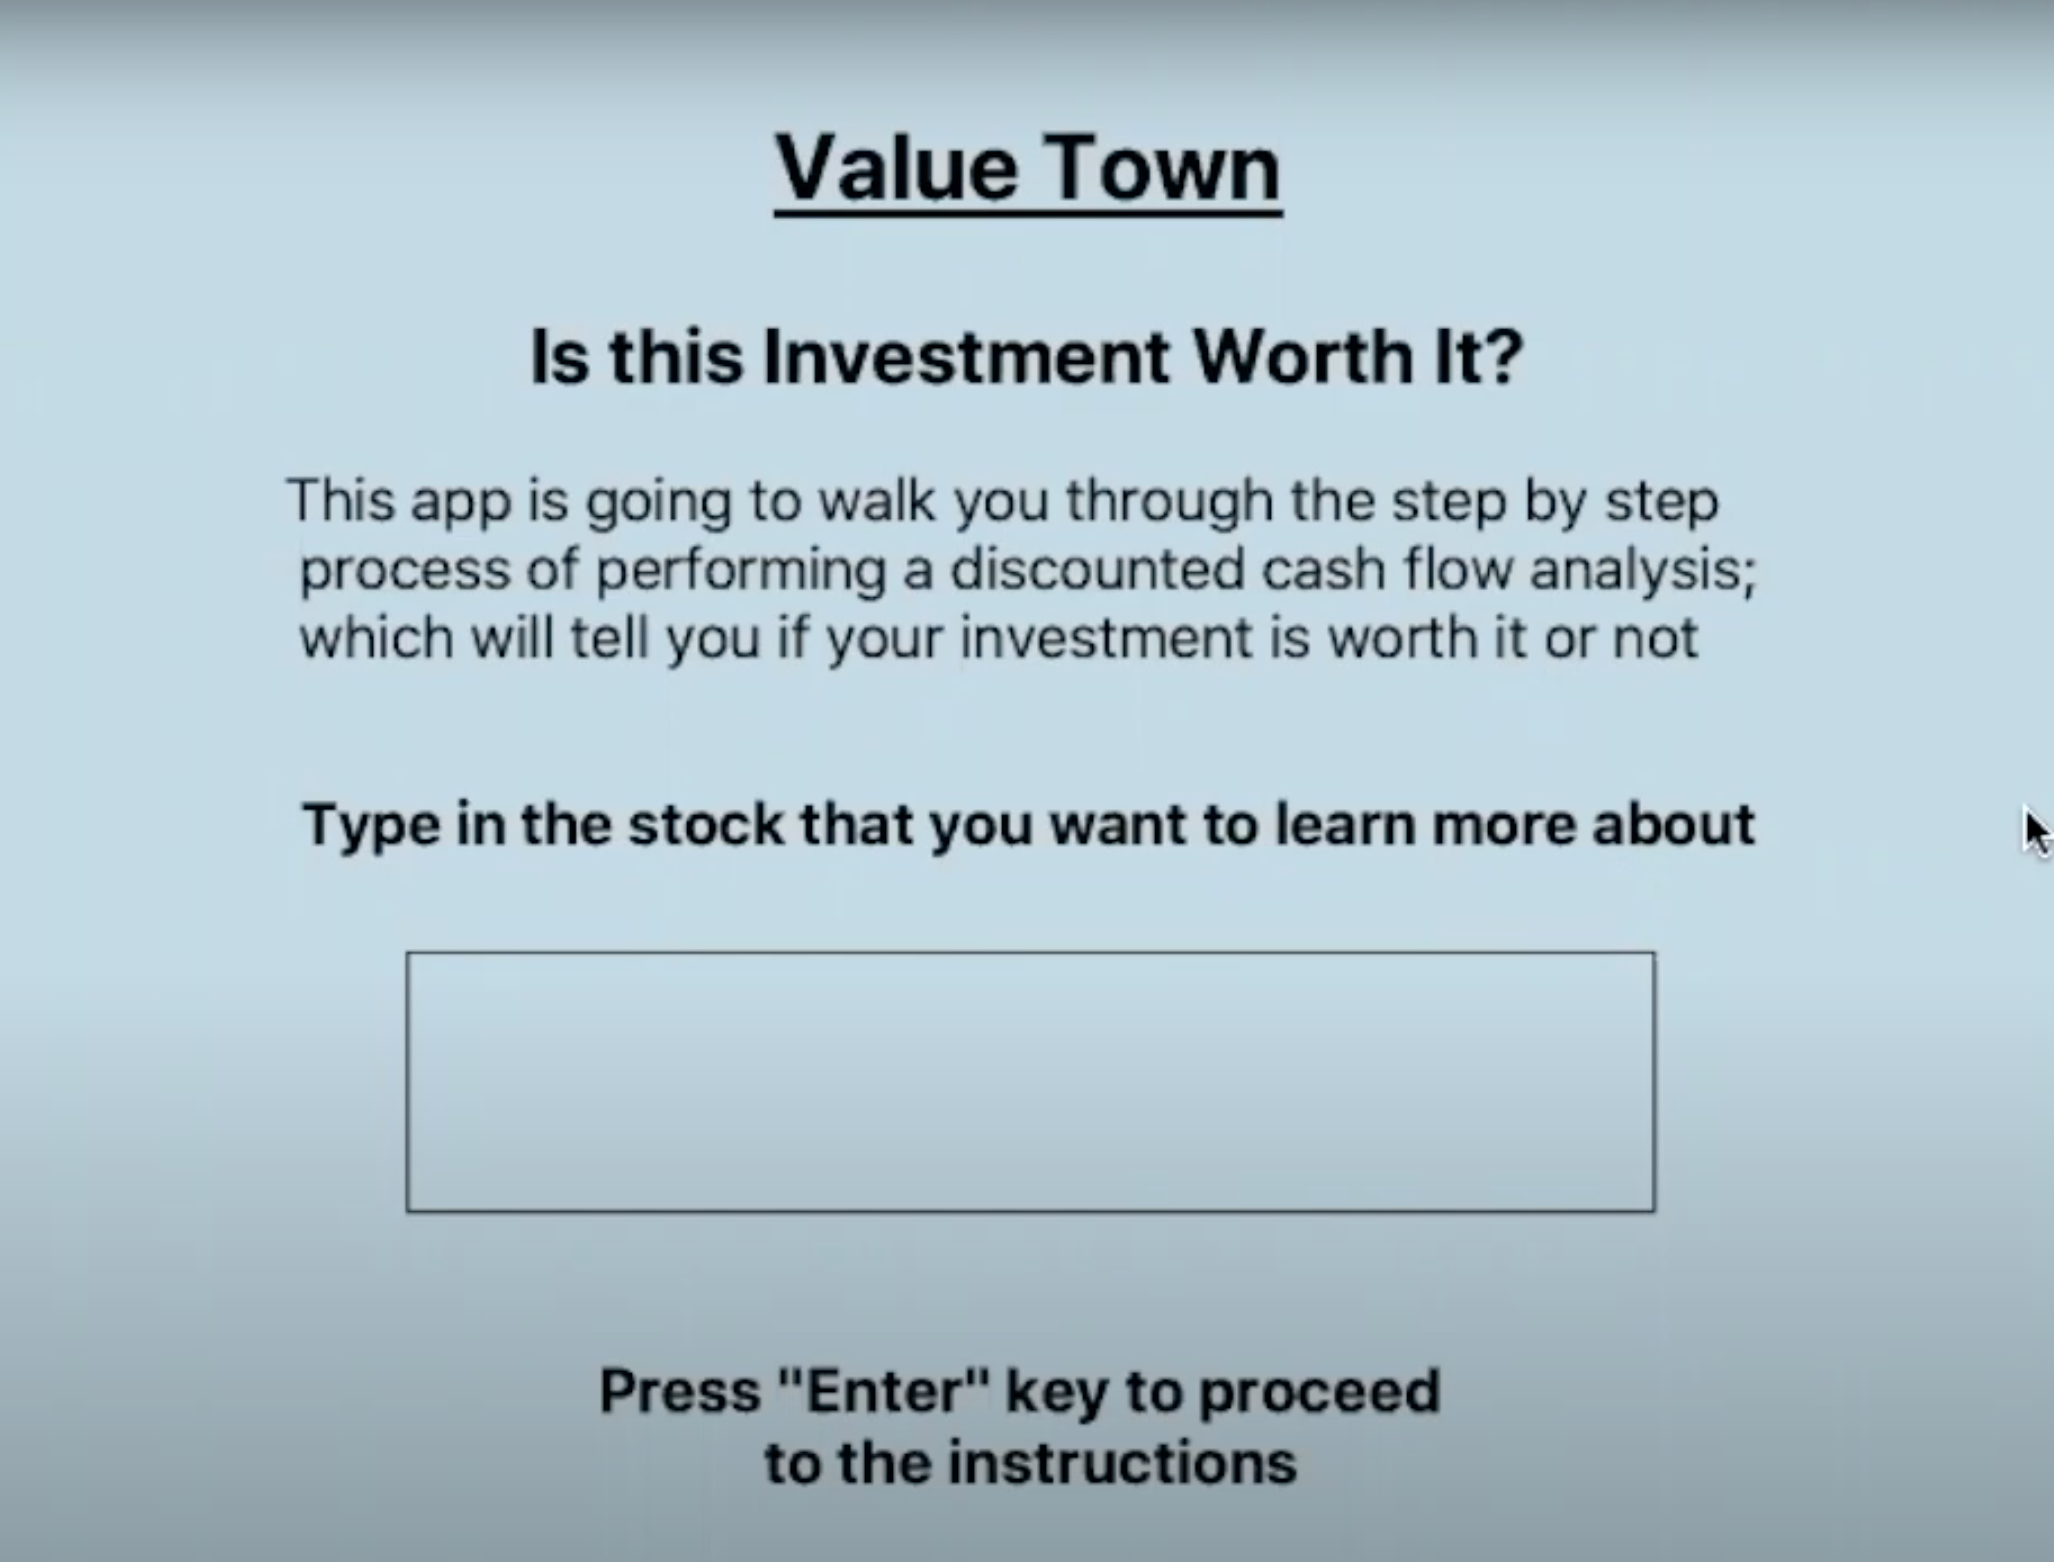 Value Town
Is this Investment Worth It?
This app is going to walk you through the step by step
process of performing a discounted cash flow analysis;
which will tell you if your investment is worth it or not
Type in the stock that you want to learn more about
Press "Enter" key to proceed
to the instructions